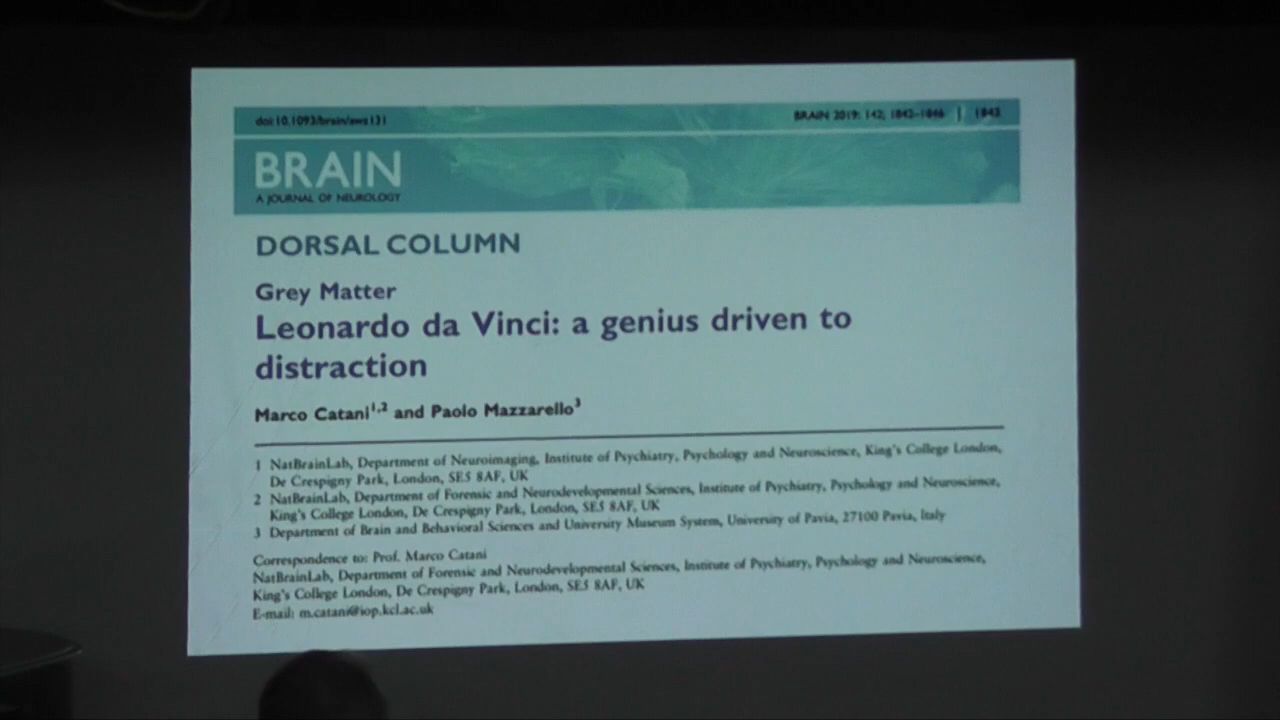 doi:10.1093/brain/awz131
BRAIN 2019: 142; 1842–1846 | 1842
BRAIN
A JOURNAL OF NEUROLOGY
DORSAL COLUMN
Grey Matter
Leonardo da Vinci: a genius driven to
distraction
Marco Catani1,2 and Paolo Mazzarello3
1 NatBrainLab, Department of Neuroimaging, Institute of Psychiatry, Psychology and Neuroscience, King's College London,
De Crespigny Park, London, SE5 8AF, UK
2 NatBrainLab, Department of Forensic and Neurodevelopmental Sciences, Institute of Psychiatry, Psychology and Neuroscience,
King's College London, De Crespigny Park, London, SE5 8AF, UK
3 Department of Brain and Behavioral Sciences and University Museum System, University of Pavia, 27100 Pavia, Italy
Correspondence to: Prof. Marco Catani
NatBrainLab, Department of Forensic and Neurodevelopmental Sciences, Institute of Psychiatry, Psychology and Neuroscience,
King's College London, De Crespigny Park, London, SE5 8AF, UK
E-mail: m.catani@iop.kcl.ac.uk